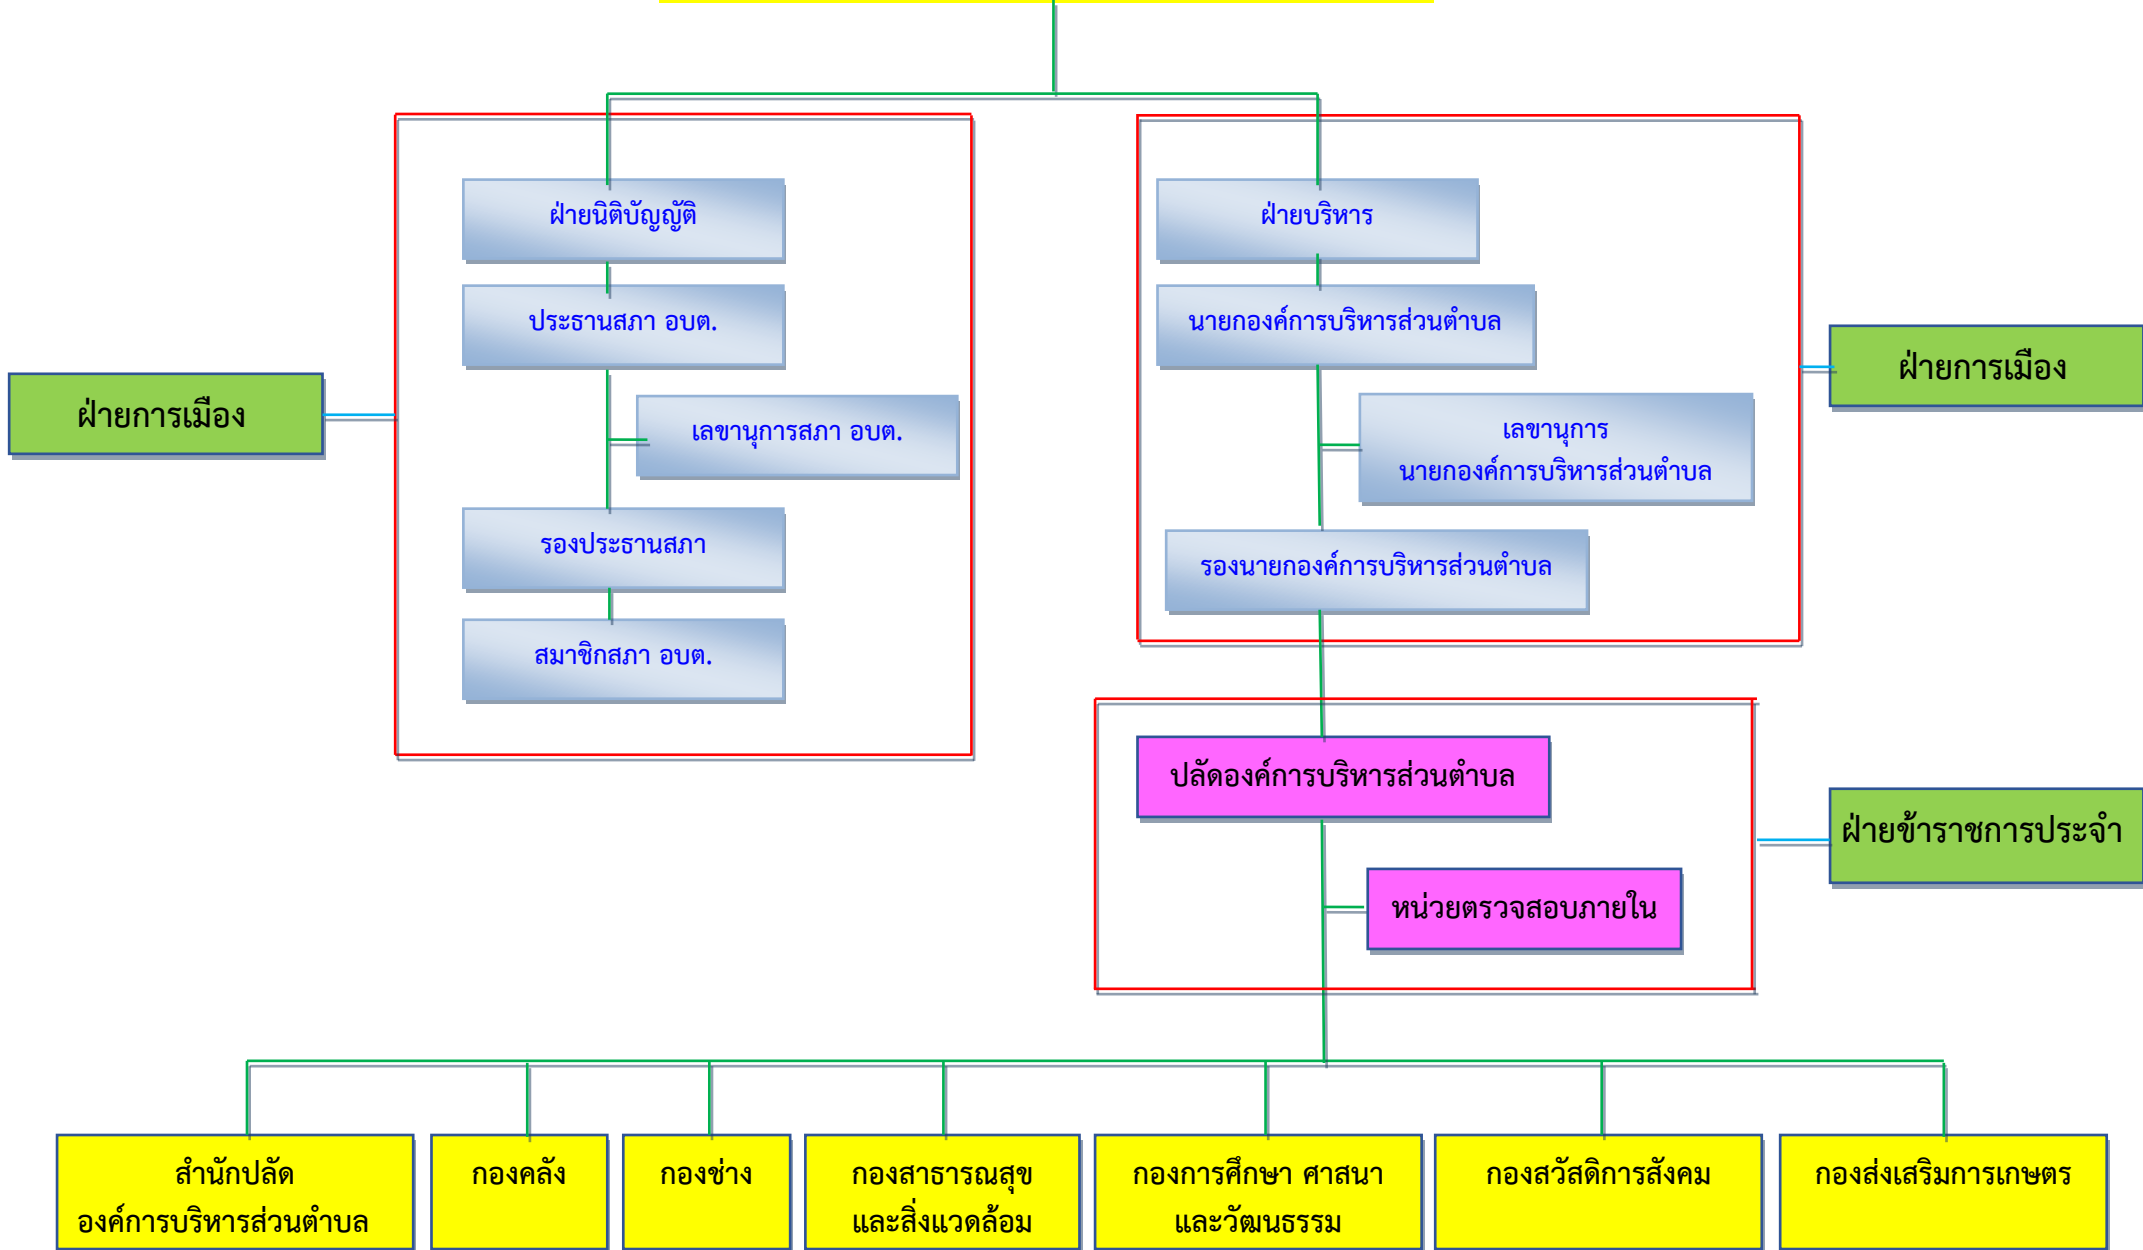 ฝ่ายนิติบัญญัติ
ฝ่ายบริหาร
ประธานสภา อบต.
นายกองค์การบริหารส่วนตำบล
ฝ่ายการเมือง
ฝ่ายการเมือง
เลขานุการสภา อบต.
เลขานุการ
นายกองค์การบริหารส่วนตำบล
รองประธานสภา
รองนายกองค์การบริหารส่วนตำบล
สมาชิกสภา อบต.
ปลัดองค์การบริหารส่วนตำบล
ฝ่ายข้าราชการประจำ
หน่วยตรวจสอบภายใน
สำนักปลัด
องค์การบริหารส่วนตำบล
กองคลัง
กองช่าง
กองสาธารณสุข
และสิ่งแวดล้อม
กองการศึกษา ศาสนา
และวัฒนธรรม
กองสวัสดิการสังคม
กองส่งเสริมการเกษตร